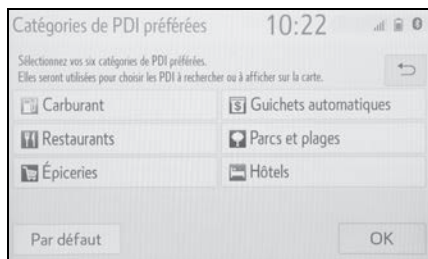 Catégories de PDI préférées 10:22 0
Sélectionnez vos six catégories de PDI préférées.
Elles seront utilisées pour choisir les PDI à rechercher ou à afficher sur la carte.
Carburant $ Guichets automatiques
Restaurants Parcs et plages
Épiceries Hôtels
Par défaut OK